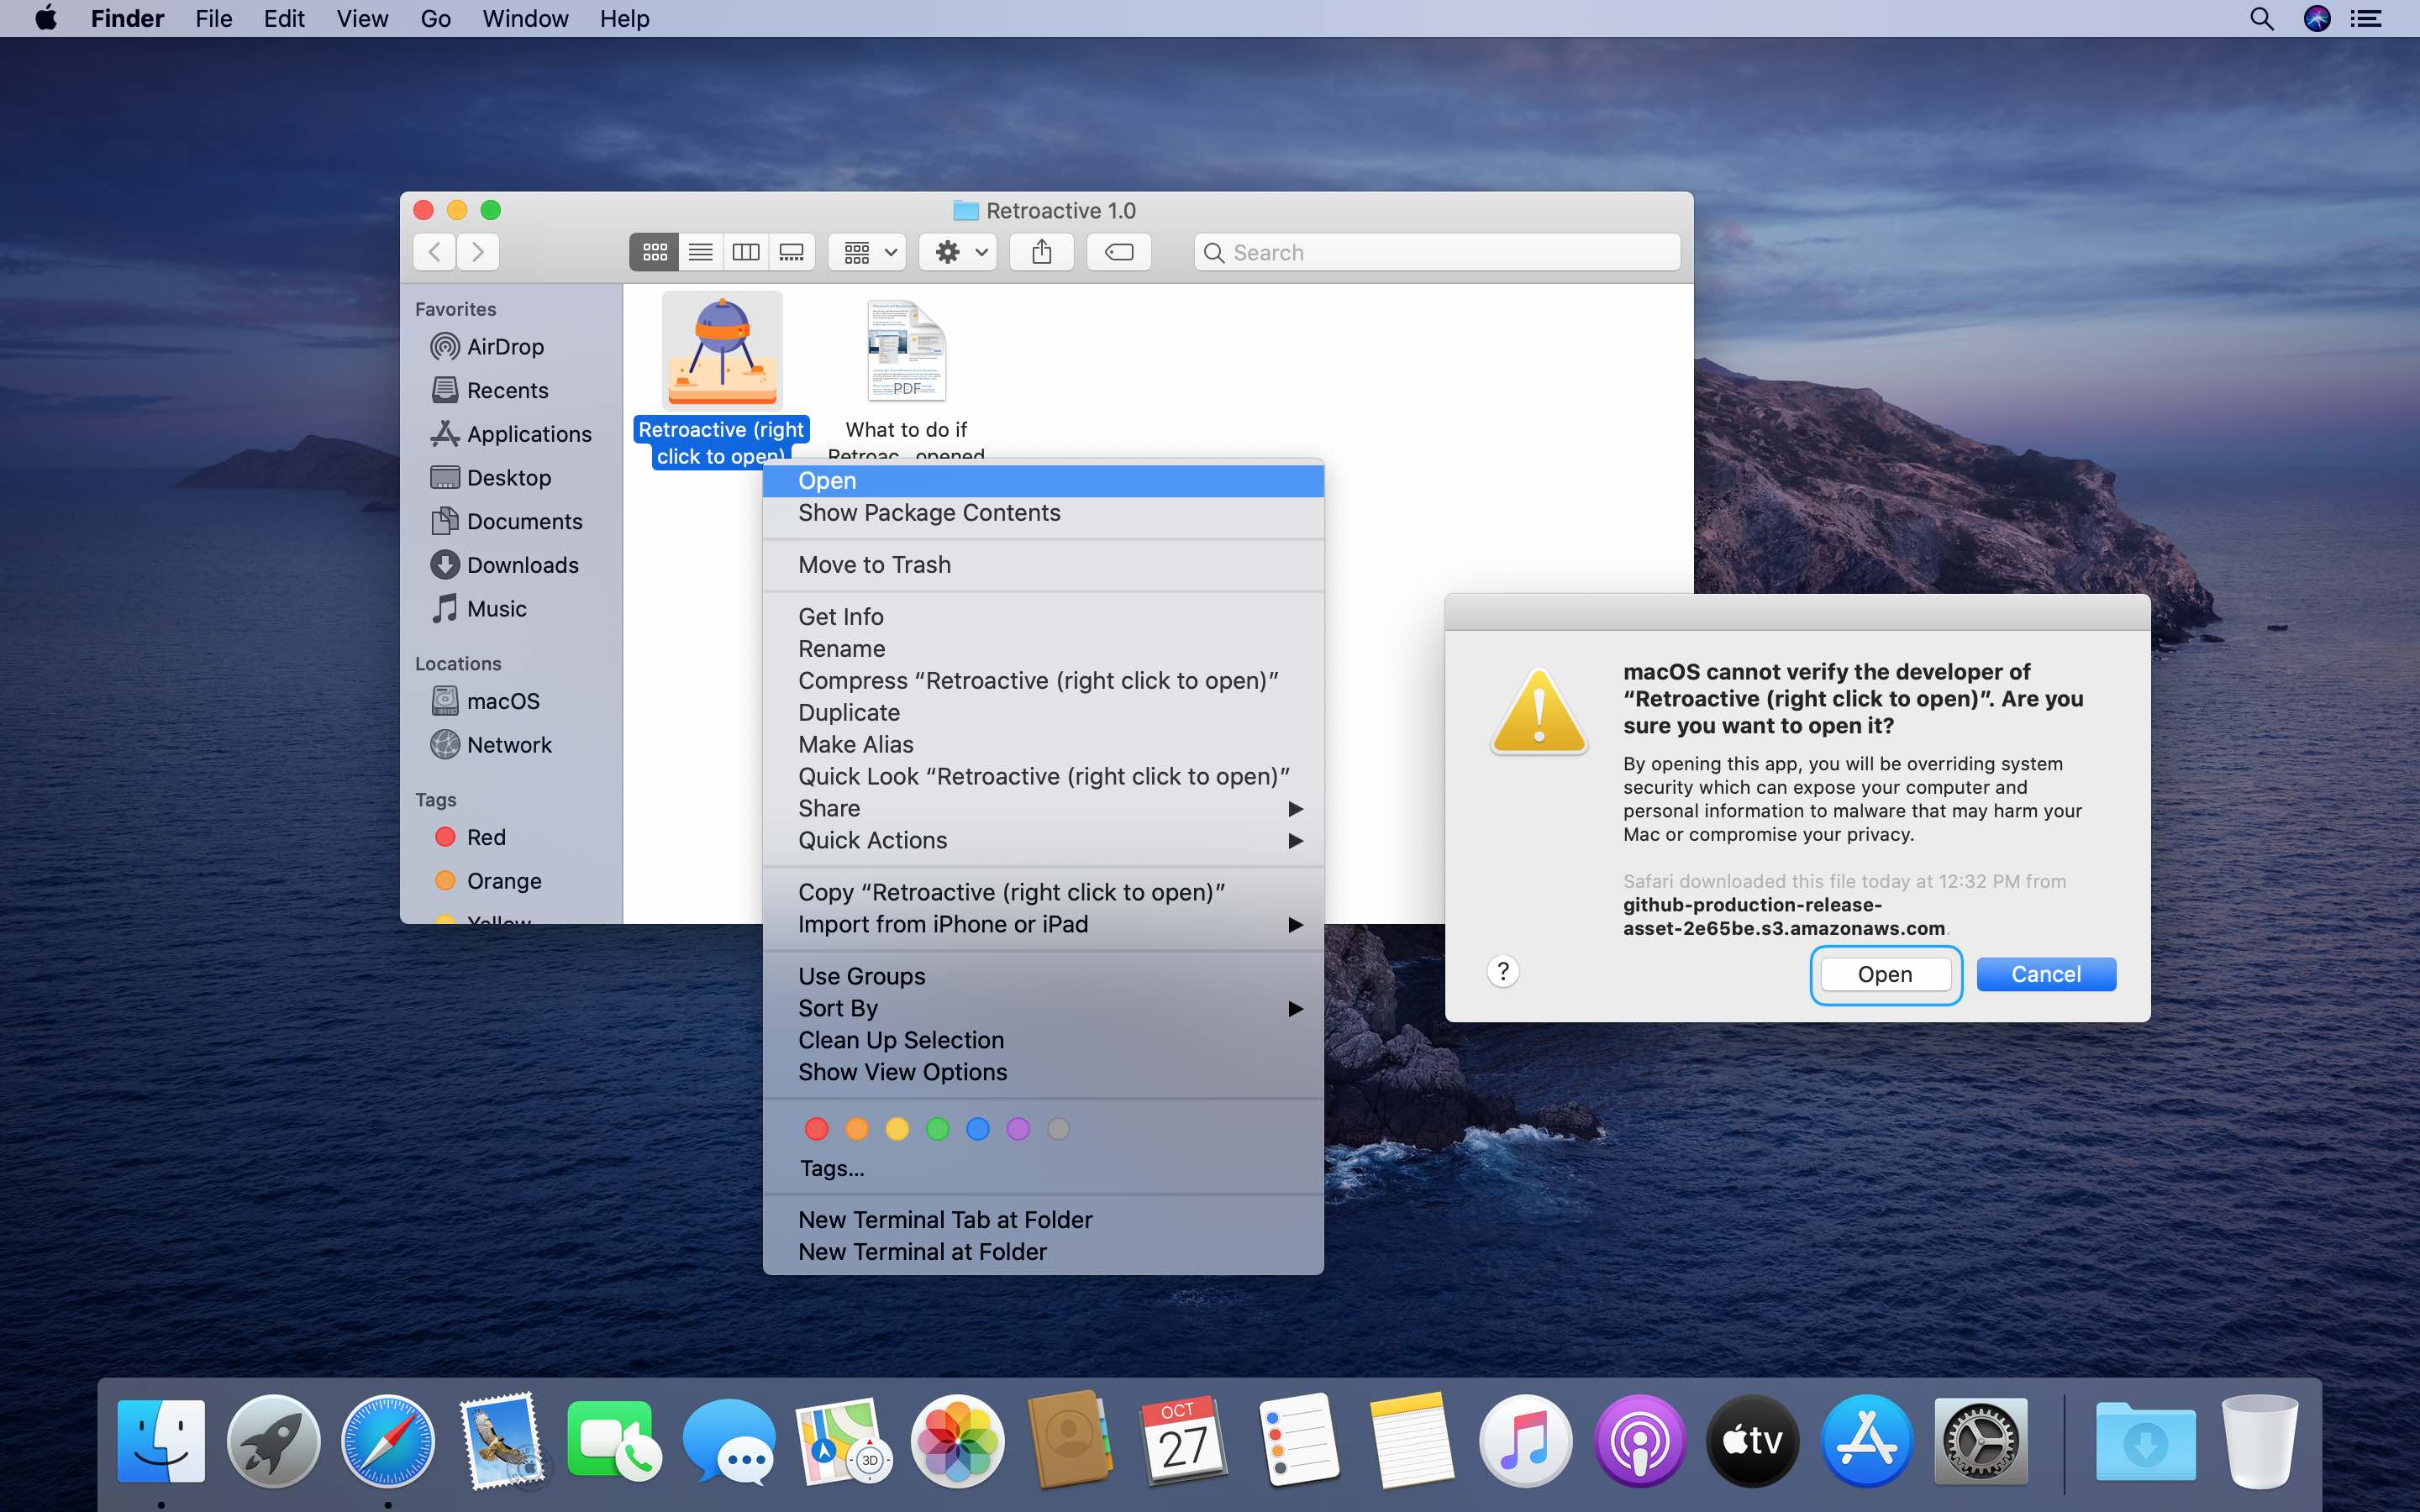 Finder File Edit View Go Window Help
Retroactive 1.0
Search
Favorites
AirDrop
Recents
Applications
Desktop
Documents
Downloads
Music
Locations
macOS
Network
Tags
Red
Orange
Yellow
Retroactive (right
click to open)
PDF
What to do if
Retroac...opened
Open
Show Package Contents
Move to Trash
Get Info
Rename
Compress “Retroactive (right click to open)”
Duplicate
Make Alias
Quick Look “Retroactive (right click to open)”
Share
Quick Actions
Copy “Retroactive (right click to open)”
Import from iPhone or iPad
Use Groups
Sort By
Clean Up Selection
Show View Options
Tags...
New Terminal Tab at Folder
New Terminal at Folder
macOS cannot verify the developer of
“Retroactive (right click to open)”. Are you
sure you want to open it?
By opening this app, you will be overriding system
security which can expose your computer and
personal information to malware that may harm your
Mac or compromise your privacy.
Safari downloaded this file today at 12:32 PM from
github-production-release-
asset-2e65be.s3.amazonaws.com.
?
Open
Cancel
3D
OCT
27
tv